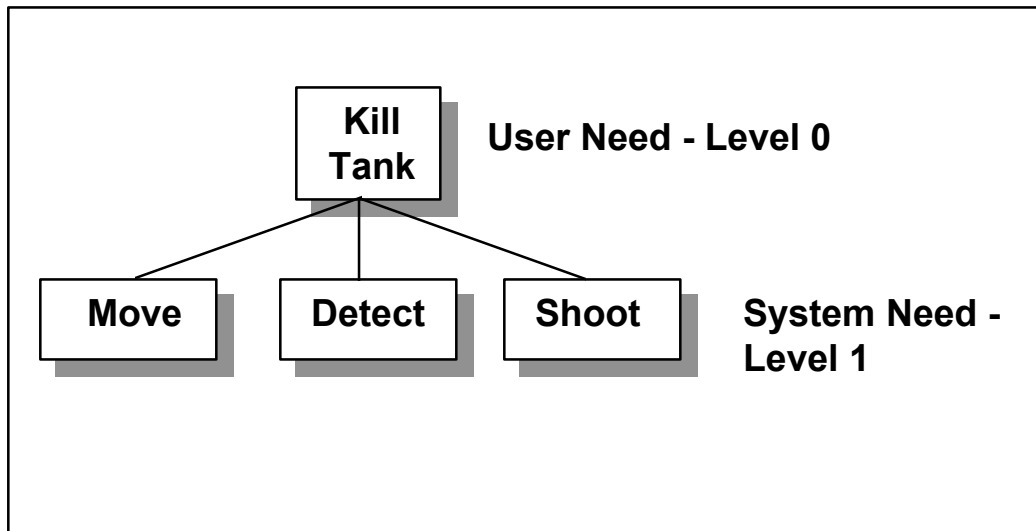 Kill
Tank
User Need - Level 0
Move
Detect
Shoot
System Need -
Level 1